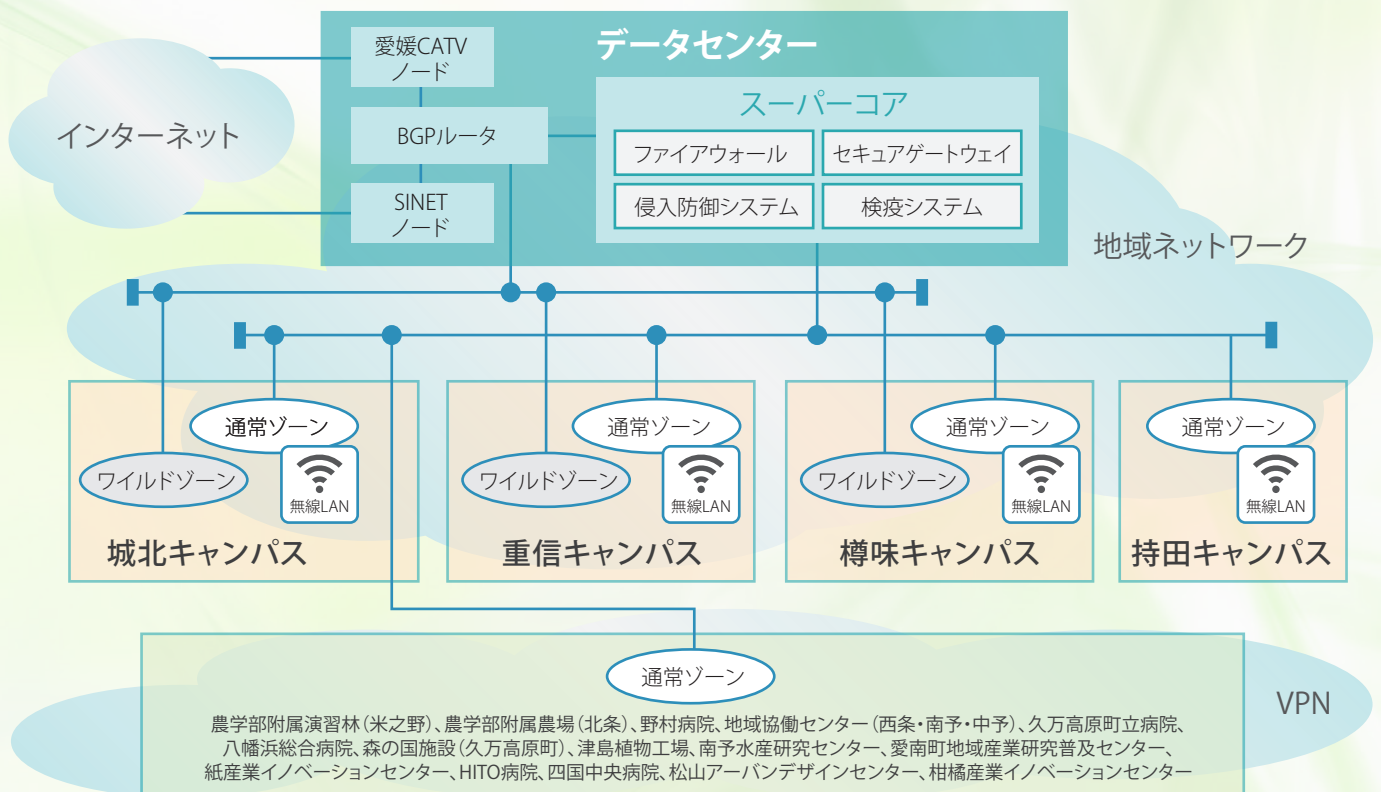 愛媛CATV
ノード
データセンター
スーパーコア
インターネット
BGPルータ
ファイアウォール
セキュアゲートウェイ
侵入防御システム
検疫システム
SINET
ノード
地域ネットワーク
通常ゾーン
ワイルドゾーン
無線LAN
城北キャンパス
通常ゾーン
ワイルドゾーン
無線LAN
重信キャンパス
通常ゾーン
ワイルドゾーン
無線LAN
樽味キャンパス
通常ゾーン
無線LAN
持田キャンパス
通常ゾーン
VPN
農学部附属演習林(米之野)、農学部附属農場(北条)、野村病院、地域協働センター(西条・南予・中予)、久万高原町立病院、
八幡浜総合病院、森の国施設(久万高原町)、津島植物工場、南予水産研究センター、愛南町地域産業研究普及センター、
紙産業イノベーションセンター、HITO病院、四国中央病院、松山アーバンデザインセンター、柑橘産業イノベーションセンター